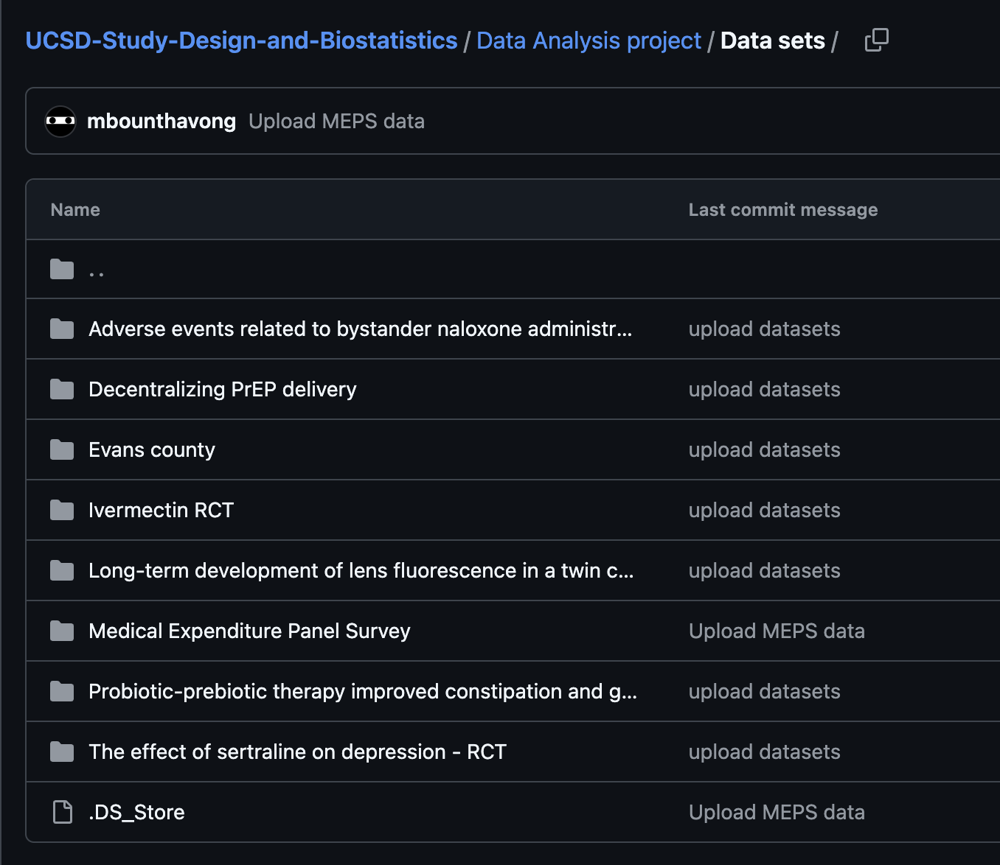 UCSD-Study-Design-and-Biostatistics / Data Analysis project / Data sets /
mbounthavong Upload MEPS data
Name Last commit message
..
Adverse events related to bystander naloxone administr... upload datasets
Decentralizing PrEP delivery upload datasets
Evans county upload datasets
Ivermectin RCT upload datasets
Long-term development of lens fluorescence in a twin c... upload datasets
Medical Expenditure Panel Survey Upload MEPS data
Probiotic-prebiotic therapy improved constipation and g... upload datasets
The effect of sertraline on depression - RCT upload datasets
.DS_Store Upload MEPS data